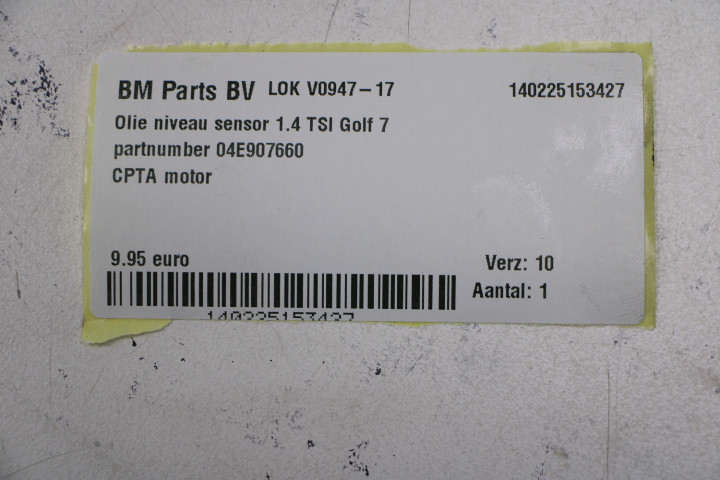 BM Parts BV LOK V0947-17 140225153427
Olie niveau sensor 1.4 TSI Golf 7
partnumber 04E907660
CPTA motor
9.95 euro Verz: 10
Aantal: 1
140225153427